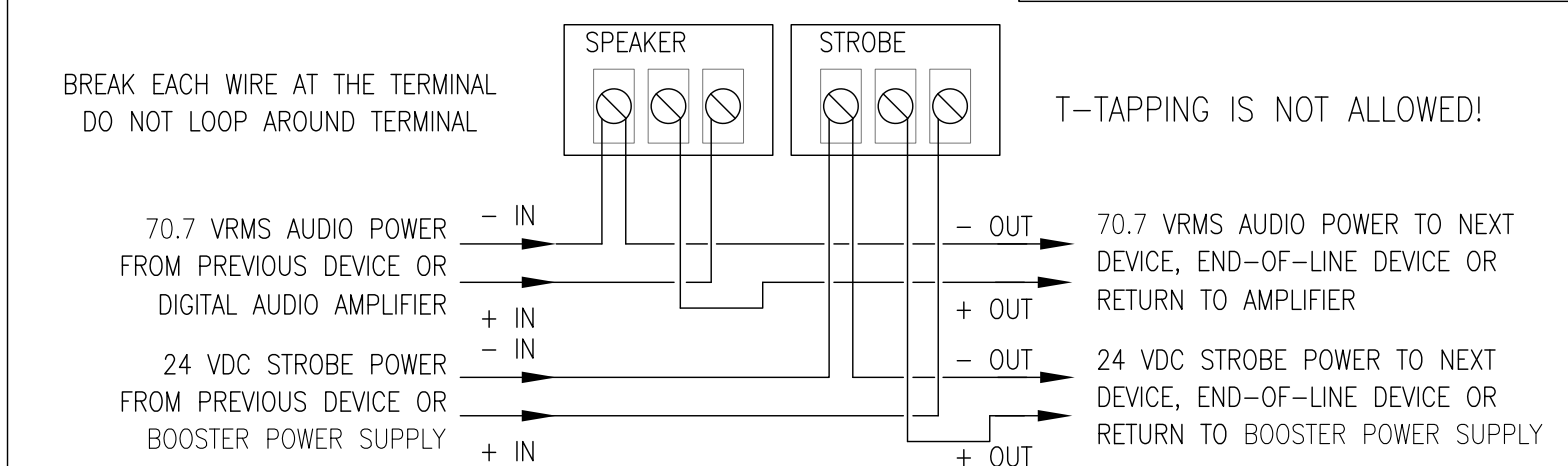 SPEAKER
STROBE
BREAK EACH WIRE AT THE TERMINAL
DO NOT LOOP AROUND TERMINAL
T-TAPPING IS NOT ALLOWED!
70.7 VRMS AUDIO POWER
FROM PREVIOUS DEVICE OR
DIGITAL AUDIO AMPLIFIER
- IN
+ IN
- OUT
+ OUT
70.7 VRMS AUDIO POWER TO NEXT
DEVICE, END-OF-LINE DEVICE OR
RETURN TO AMPLIFIER
24 VDC STROBE POWER
FROM PREVIOUS DEVICE OR
BOOSTER POWER SUPPLY
- IN
+ IN
- OUT
+ OUT
24 VDC STROBE POWER TO NEXT
DEVICE, END-OF-LINE DEVICE OR
RETURN TO BOOSTER POWER SUPPLY